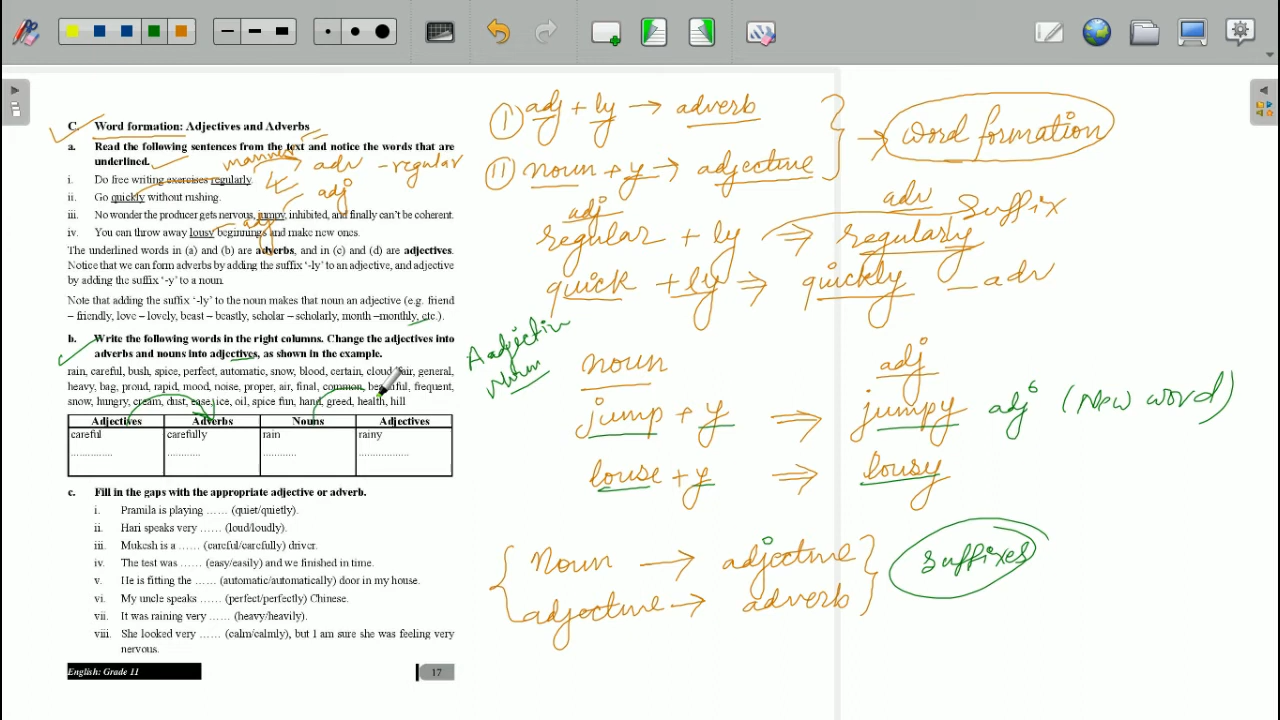 C. Word formation: Adjectives and Adverbs
a. Read the following sentences from the text and notice the words that are
underlined.
i. Do free writing exercises regularly.
ii. Go quickly without rushing.
iii. No wonder the producer gets nervous, jumpy, inhibited, and finally can't be coherent.
iv. You can throw away lousy beginnings and make new ones.
The underlined words in (a) and (b) are adverbs, and in (c) and (d) are adjectives.
Notice that we can form adverbs by adding the suffix '-ly' to an adjective, and adjective
by adding the suffix '-y' to a noun.
Note that adding the suffix '-ly' to the noun makes that noun an adjective (e.g. friend
– friendly, love – lovely, beast – beastly, scholar – scholarly, month –monthly, etc.).
b. Write the following words in the right columns. Change the adjectives into
adverbs and nouns into adjectives, as shown in the example.
rain, careful, bush, spice, perfect, automatic, snow, blood, certain, cloud, fair, general,
heavy, bag, proud, rapid, mood, noise, proper, air, final, common, beautiful, frequent,
snow, hungry, cream, dust, ease, ice, oil, spice fun, hand, greed, health, hill
Adjectives Adverbs Nouns Adjectives
careful carefully rain rainy
.............. ............ ............ .................
c. Fill in the gaps with the appropriate adjective or adverb.
i. Pramila is playing …… (quiet/quietly).
ii. Hari speaks very …… (loud/loudly).
iii. Mukesh is a …… (careful/carefully) driver.
iv. The test was …… (easy/easily) and we finished in time.
v. He is fitting the …… (automatic/automatically) door in my house.
vi. My uncle speaks …… (perfect/perfectly) Chinese.
vii. It was raining very …… (heavy/heavily).
viii. She looked very …… (calm/calmly), but I am sure she was feeling very
nervous.
English: Grade 11 17
manner
adv - regular
adj
adj
I adj + ly → adverb
II noun + y → adjective
→ word formation
adj adv suffix
regular + ly ⇒ regularly
quick + ly ⇒ quickly _ adv
Noun
noun adj
jump + y ⇒ jumpy adj (New word)
louse + y ⇒ lousy
Noun → adjective
adjective → adverb
suffixes